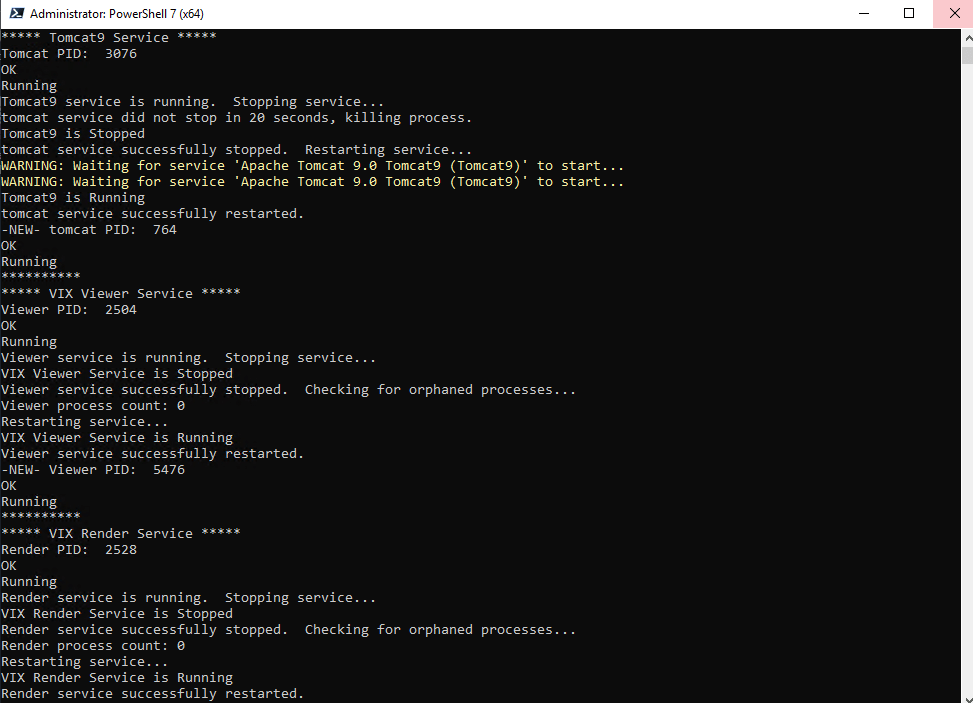 Administrator: PowerShell 7 (x64)
***** Tomcat9 Service *****
Tomcat PID:  3076
OK
Running
Tomcat9 service is running.  Stopping service...
tomcat service did not stop in 20 seconds, killing process.
Tomcat9 is Stopped
tomcat service successfully stopped.  Restarting service...
WARNING: Waiting for service 'Apache Tomcat 9.0 Tomcat9 (Tomcat9)' to start...
WARNING: Waiting for service 'Apache Tomcat 9.0 Tomcat9 (Tomcat9)' to start...
Tomcat9 is Running
tomcat service successfully restarted.
-NEW- tomcat PID:  764
OK
Running
**********
***** VIX Viewer Service *****
Viewer PID:  2504
OK
Running
Viewer service is running.  Stopping service...
VIX Viewer Service is Stopped
Viewer service successfully stopped.  Checking for orphaned processes...
Viewer process count: 0
Restarting service...
VIX Viewer Service is Running
Viewer service successfully restarted.
-NEW- Viewer PID:  5476
OK
Running
**********
***** VIX Render Service *****
Render PID:  2528
OK
Running
Render service is running.  Stopping service...
VIX Render Service is Stopped
Render service successfully stopped.  Checking for orphaned processes...
Render process count: 0
Restarting service...
VIX Render Service is Running
Render service successfully restarted.